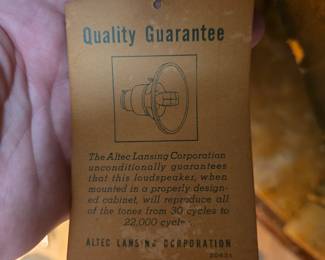 Quality Guarantee
The Altec Lansing Corporation
unconditionally guarantees
that this loudspeaker, when
mounted in a properly design-
ed cabinet, will reproduce all
of the tones from 30 cycles to
22,000 cycles
ALTEC LANSING CORPORATION